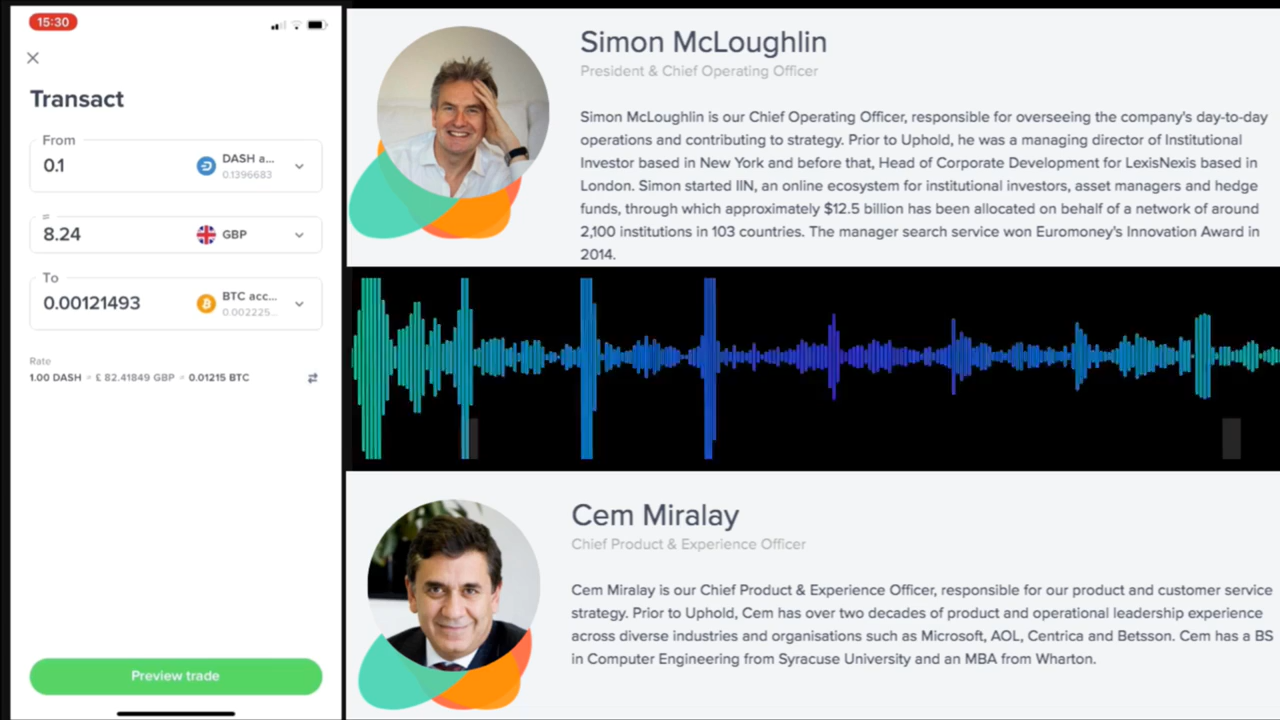 15:30
Transact
From
0.1
DASH a...
0.1396683
=
8.24
GBP
To
0.00121493
BTC acc...
0.002225..
Rate
1.00 DASH = £ 82.41849 GBP = 0.01215 BTC
Preview trade
Simon McLoughlin
President & Chief Operating Officer
Simon McLoughlin is our Chief Operating Officer, responsible for overseeing the company's day-to-day
operations and contributing to strategy. Prior to Uphold, he was a managing director of Institutional
Investor based in New York and before that, Head of Corporate Development for LexisNexis based in
London. Simon started IIN, an online ecosystem for institutional investors, asset managers and hedge
funds, through which approximately $12.5 billion has been allocated on behalf of a network of around
2,100 institutions in 103 countries. The manager search service won Euromoney's Innovation Award in
2014.
Cem Miralay
Chief Product & Experience Officer
Cem Miralay is our Chief Product & Experience Officer, responsible for our product and customer service
strategy. Prior to Uphold, Cem has over two decades of product and operational leadership experience
across diverse industries and organisations such as Microsoft, AOL, Centrica and Betsson. Cem has a BS
in Computer Engineering from Syracuse University and an MBA from Wharton.